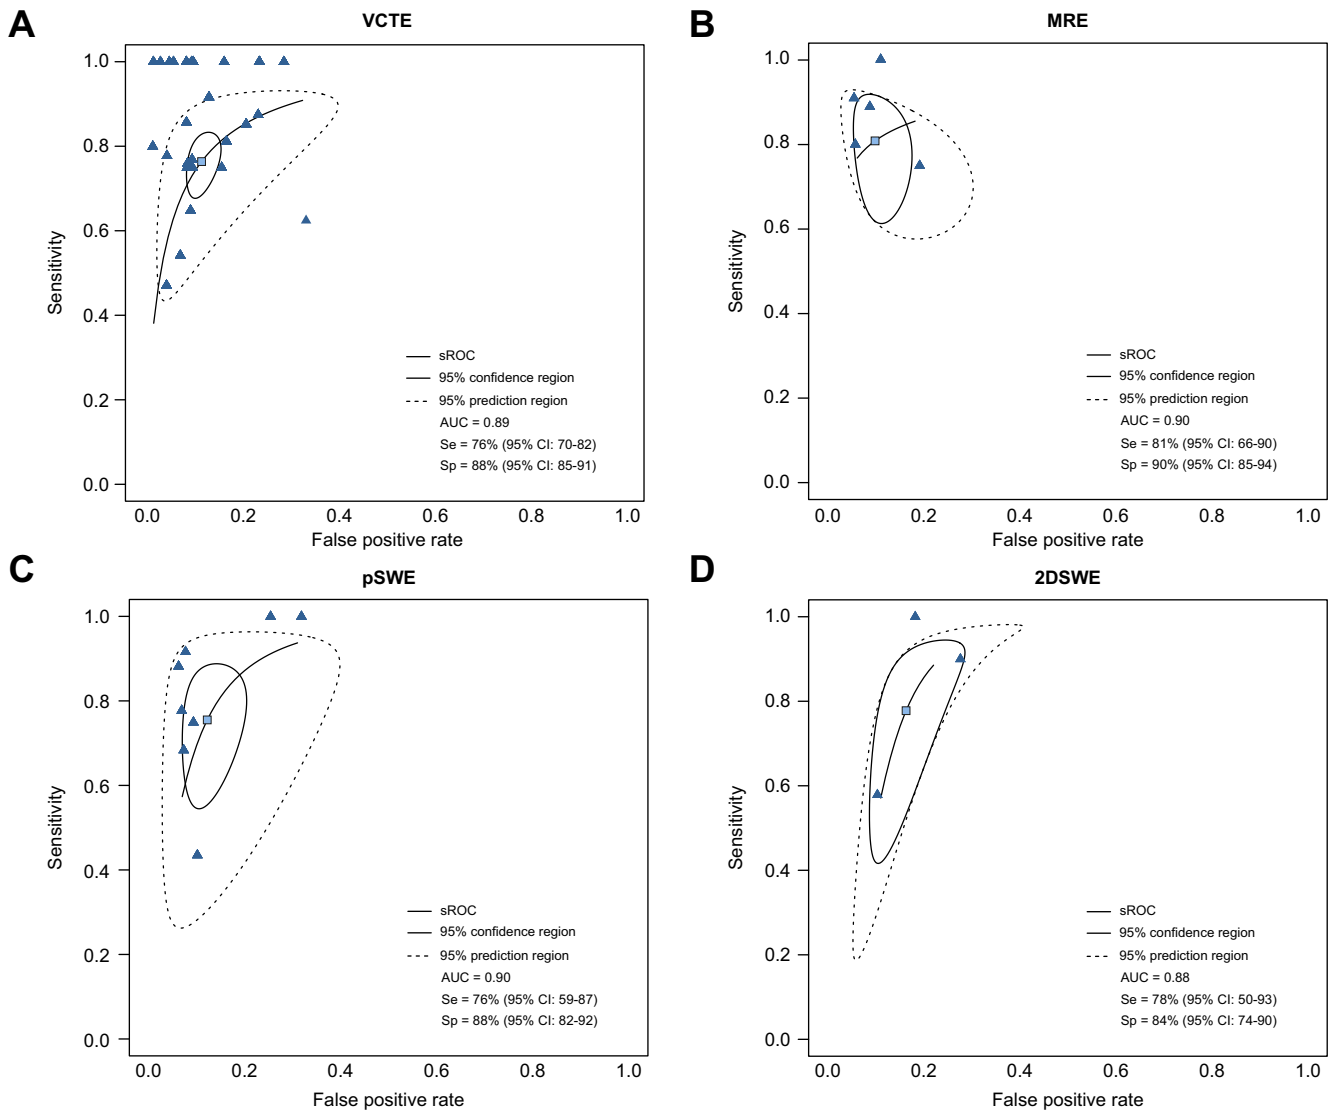 A
VCTE
1.0
0.8
0.6
0.4
0.2
0.0
Sensitivity
sROC
95% confidence region
95% prediction region
AUC = 0.89
Se = 76% (95% CI: 70-82)
Sp = 88% (95% CI: 85-91)
0.0 0.2 0.4 0.6 0.8 1.0
False positive rate
B
MRE
1.0
0.8
0.6
0.4
0.2
0.0
Sensitivity
sROC
95% confidence region
95% prediction region
AUC = 0.90
Se = 81% (95% CI: 66-90)
Sp = 90% (95% CI: 85-94)
0.0 0.2 0.4 0.6 0.8 1.0
False positive rate
C
pSWE
1.0
0.8
0.6
0.4
0.2
0.0
Sensitivity
sROC
95% confidence region
95% prediction region
AUC = 0.90
Se = 76% (95% CI: 59-87)
Sp = 88% (95% CI: 82-92)
0.0 0.2 0.4 0.6 0.8 1.0
False positive rate
D
2DSWE
1.0
0.8
0.6
0.4
0.2
0.0
Sensitivity
sROC
95% confidence region
95% prediction region
AUC = 0.88
Se = 78% (95% CI: 50-93)
Sp = 84% (95% CI: 74-90)
0.0 0.2 0.4 0.6 0.8 1.0
False positive rate